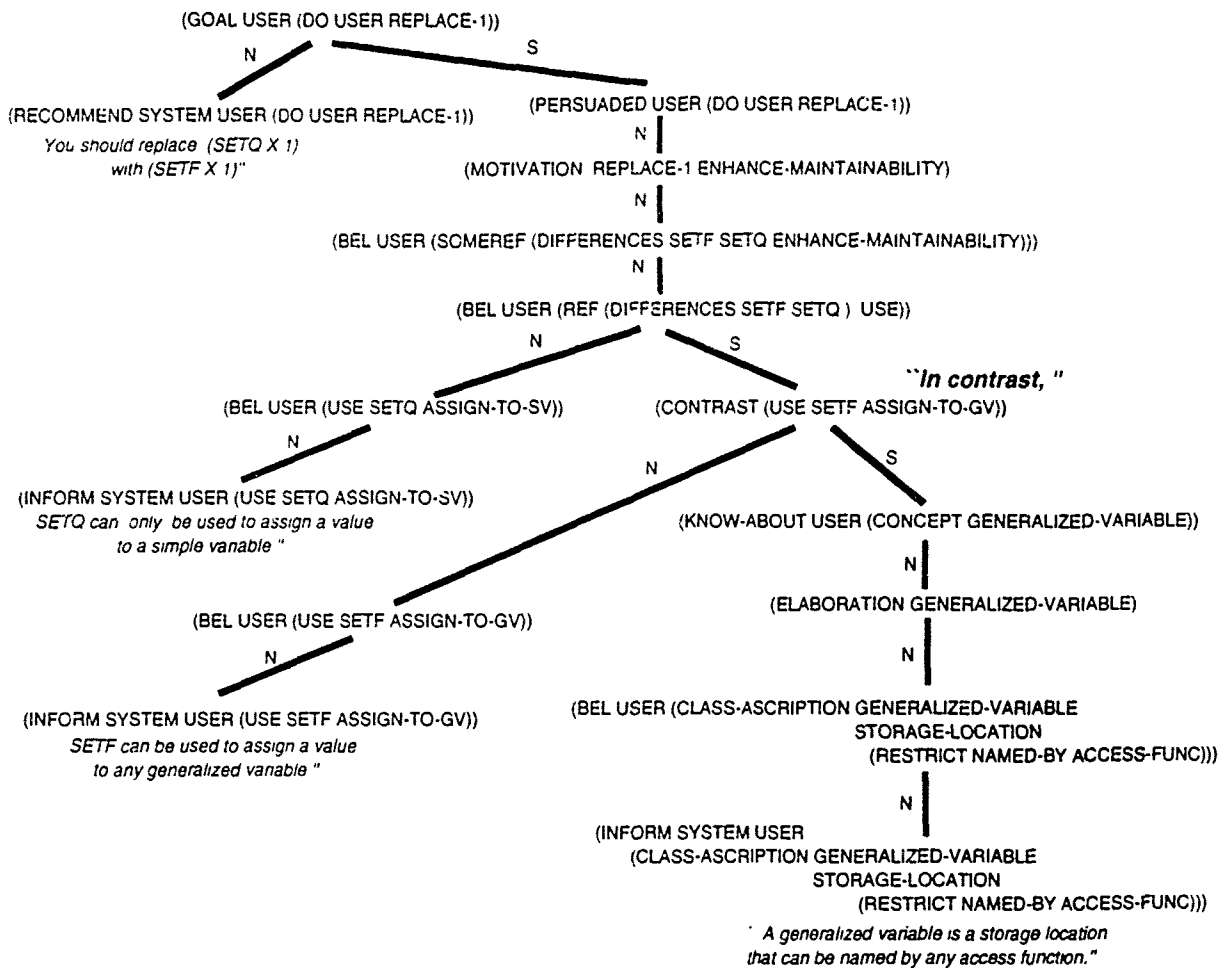 (GOAL USER (DO USER REPLACE-1))
N
S
(RECOMMEND SYSTEM USER (DO USER REPLACE-1))
You should replace (SETQ X 1)
with (SETF X 1)"
(PERSUADED USER (DO USER REPLACE-1))
N
(MOTIVATION REPLACE-1 ENHANCE-MAINTAINABILITY)
N
(BEL USER (SOMEREF (DIFFERENCES SETF SETQ ENHANCE-MAINTAINABILITY)))
N
(BEL USER (REF (DIFFERENCES SETF SETQ ) USE))
N
S
``In contrast, "
(BEL USER (USE SETQ ASSIGN-TO-SV))
(CONTRAST (USE SETF ASSIGN-TO-GV))
N
N
S
(INFORM SYSTEM USER (USE SETQ ASSIGN-TO-SV))
SETQ can only be used to assign a value
to a simple variable "
(KNOW-ABOUT USER (CONCEPT GENERALIZED-VARIABLE))
N
(ELABORATION GENERALIZED-VARIABLE)
(BEL USER (USE SETF ASSIGN-TO-GV))
N
N
(INFORM SYSTEM USER (USE SETF ASSIGN-TO-GV))
SETF can be used to assign a value
to any generalized variable "
(BEL USER (CLASS-ASCRIPTION GENERALIZED-VARIABLE
STORAGE-LOCATION
(RESTRICT NAMED-BY ACCESS-FUNC)))
N
(INFORM SYSTEM USER
(CLASS-ASCRIPTION GENERALIZED-VARIABLE
STORAGE-LOCATION
(RESTRICT NAMED-BY ACCESS-FUNC)))
` A generalized variable is a storage location
that can be named by any access function."